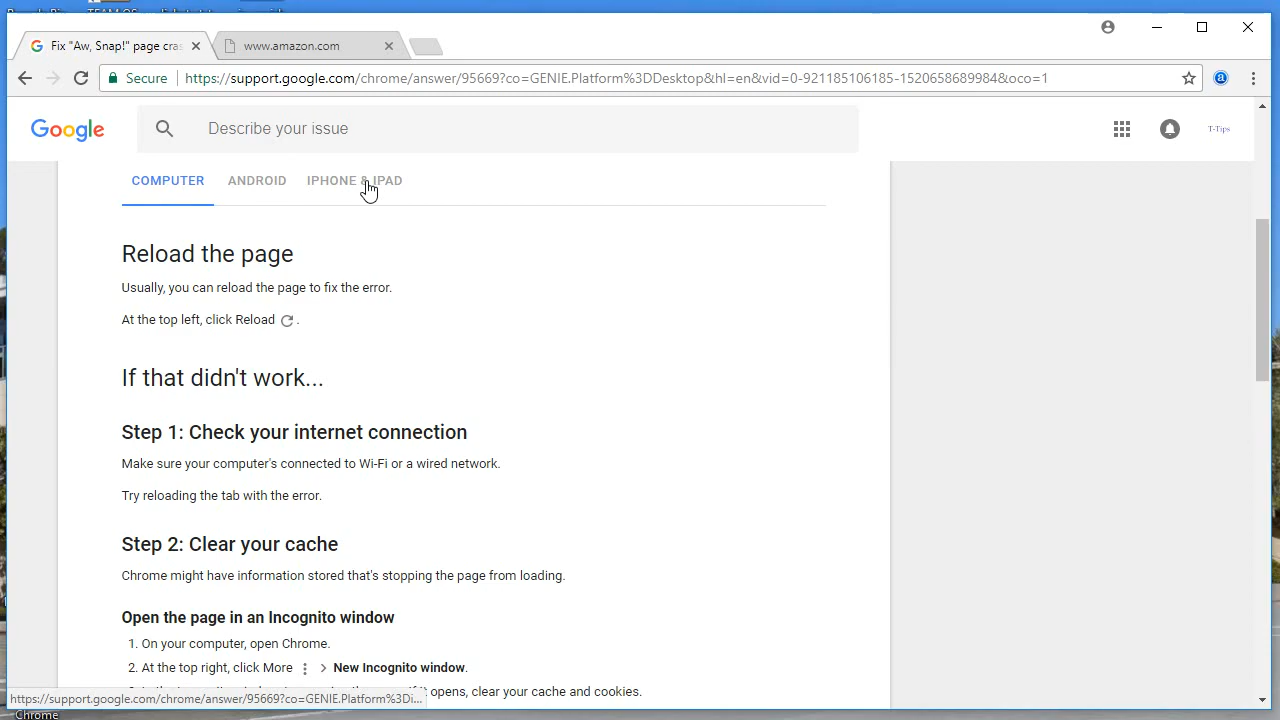 Fix "Aw, Snap!" page cras
www.amazon.com
Secure
https://support.google.com/chrome/answer/95669?co=GENIE.Platform%3DDesktop&hl=en&vid=0-921185106185-1520658689984&oco=1
Google
Describe your issue
T-Tips
COMPUTER ANDROID IPHONE & IPAD
Reload the page
Usually, you can reload the page to fix the error.
At the top left, click Reload .
If that didn't work...
Step 1: Check your internet connection
Make sure your computer's connected to Wi-Fi or a wired network.
Try reloading the tab with the error.
Step 2: Clear your cache
Chrome might have information stored that's stopping the page from loading.
Open the page in an Incognito window
1. On your computer, open Chrome.
2. At the top right, click More > New Incognito window.
opens, clear your cache and cookies.
https://support.google.com/chrome/answer/95669?co=GENIE.Platform%3Di...
Chrome